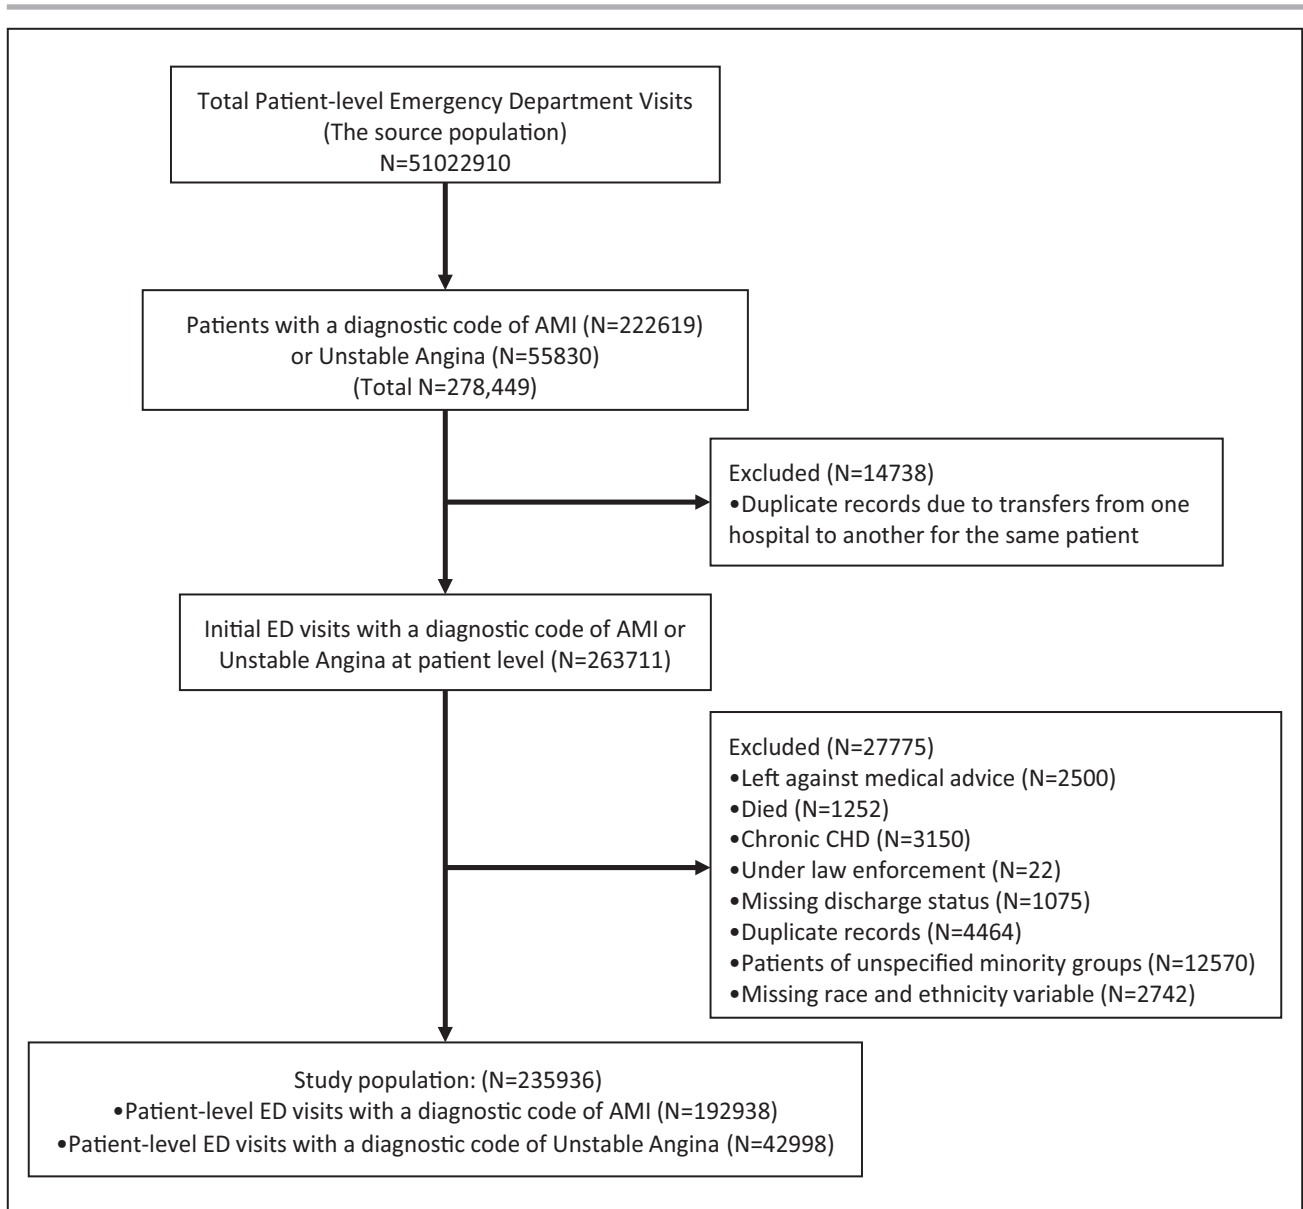 Total Patient-level Emergency Department Visits
(The source population)
N=51022910
Patients with a diagnostic code of AMI (N=222619)
or Unstable Angina (N=55830)
(Total N=278,449)
Excluded (N=14738)
•Duplicate records due to transfers from one
hospital to another for the same patient
Initial ED visits with a diagnostic code of AMI or
Unstable Angina at patient level (N=263711)
Excluded (N=27775)
•Left against medical advice (N=2500)
•Died (N=1252)
•Chronic CHD (N=3150)
•Under law enforcement (N=22)
•Missing discharge status (N=1075)
•Duplicate records (N=4464)
•Patients of unspecified minority groups (N=12570)
•Missing race and ethnicity variable (N=2742)
Study population: (N=235936)
•Patient-level ED visits with a diagnostic code of AMI (N=192938)
•Patient-level ED visits with a diagnostic code of Unstable Angina (N=42998)